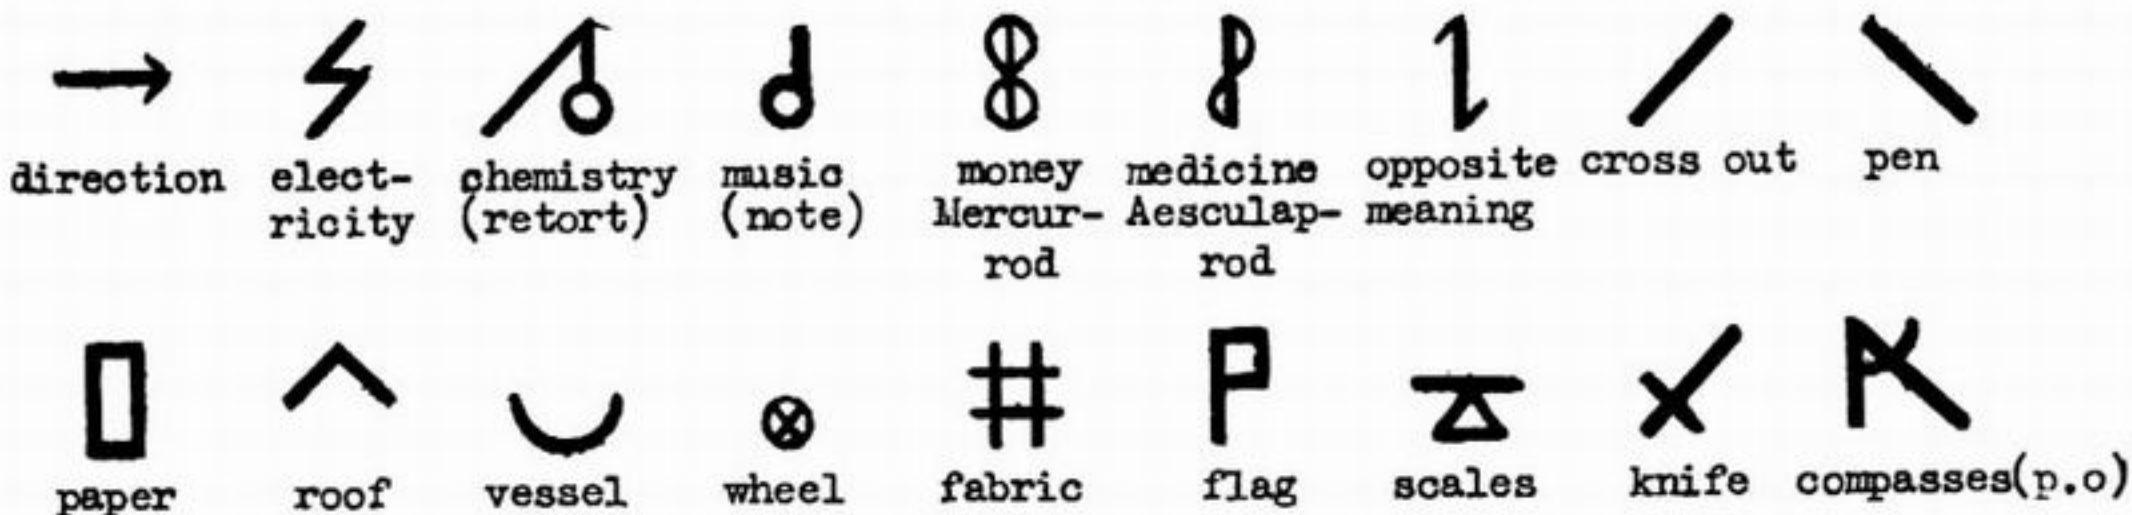 direction elect- chemistry music money medicine opposite cross out pen
ricity (retort) (note) Mercur- Aesculap- meaning
rod rod
paper roof vessel wheel fabric flag scales knife compasses(p.o)